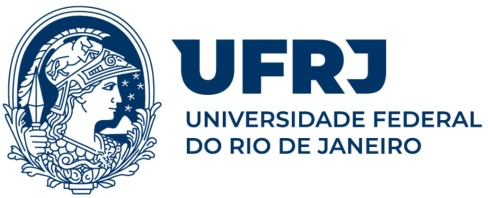 UFRJ
UNIVERSIDADE FEDERAL
DO RIO DE JANEIRO